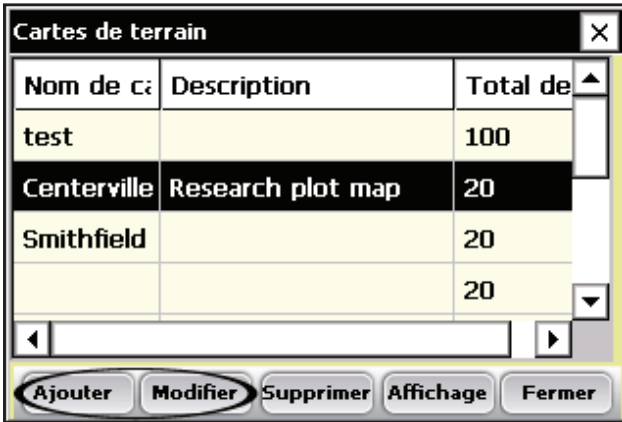 Cartes de terrain
Nom de ca Description Total de
test 100
Centerville Research plot map 20
Smithfield 20
20
Ajouter Modifier Supprimer Affichage Fermer